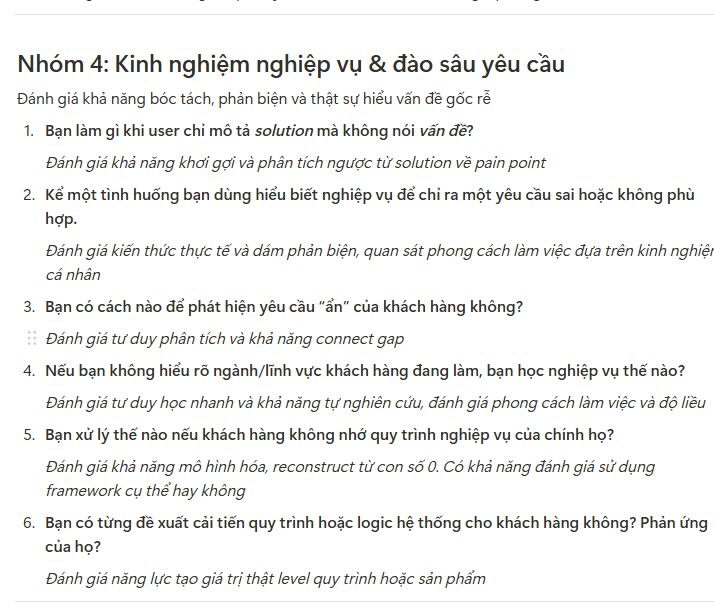 Nhóm 4: Kinh nghiệm nghiệp vụ & đào sâu yêu cầu
Đánh giá khả năng bóc tách, phản biện và thật sự hiểu vấn đề gốc rễ
1. Bạn làm gì khi user chỉ mô tả solution mà không nói vấn đề?
Đánh giá khả năng khơi gợi và phân tích ngược từ solution về pain point
2. Kể một tình huống bạn dùng hiểu biết nghiệp vụ để chỉ ra một yêu cầu sai hoặc không phù
hợp.
Đánh giá kiến thức thực tế và dám phản biện, quan sát phong cách làm việc dựa trên kinh nghiệm
cá nhân
3. Bạn có cách nào để phát hiện yêu cầu "ẩn" của khách hàng không?
Đánh giá tư duy phân tích và khả năng connect gap
4. Nếu bạn không hiểu rõ ngành/lĩnh vực khách hàng đang làm, bạn học nghiệp vụ thế nào?
Đánh giá tư duy học nhanh và khả năng tự nghiên cứu, đánh giá phong cách làm việc và độ liều
5. Bạn xử lý thế nào nếu khách hàng không nhớ quy trình nghiệp vụ của chính họ?
Đánh giá khả năng mô hình hóa, reconstruct từ con số 0. Có khả năng đánh giá sử dụng
framework cụ thể hay không
6. Bạn có từng đề xuất cải tiến quy trình hoặc logic hệ thống cho khách hàng không? Phản ứng
của họ?
Đánh giá năng lực tạo giá trị thật level quy trình hoặc sản phẩm